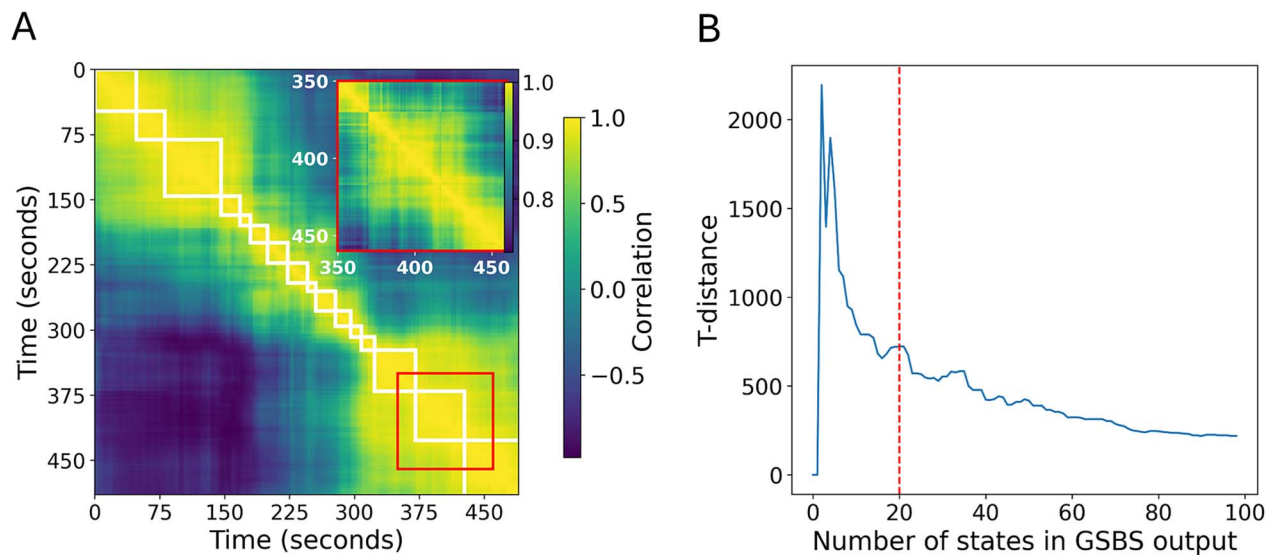 A
0
75
150
225
300
375
450
Time (seconds)
0 75 150 225 300 375 450
Time (seconds)
350
400
450
350 400 450
1.0
0.9
0.8
1.0
0.5
0.0
−0.5
Correlation
B
2000
1500
1000
500
0
T-distance
0 20 40 60 80 100
Number of states in GSBS output